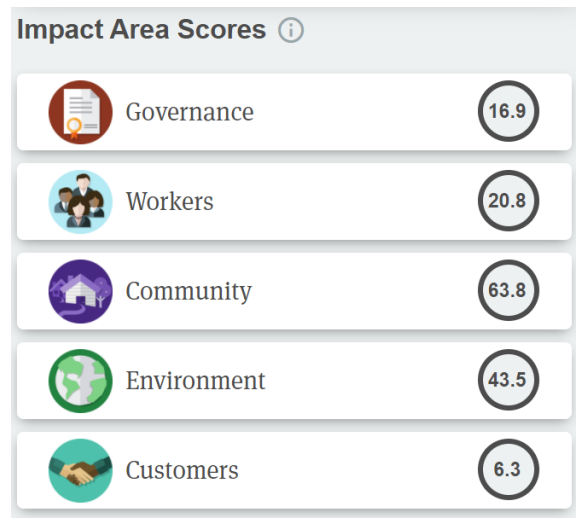 Impact Area Scores
Governance 16.9
Workers 20.8
Community 63.8
Environment 43.5
Customers 6.3